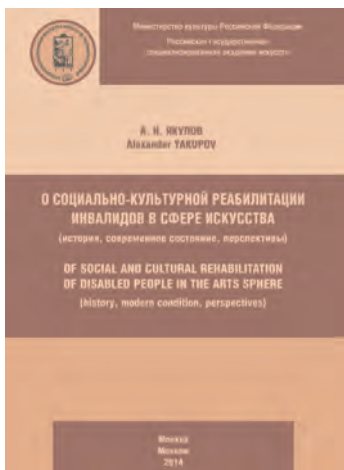 Министерство культуры Российской Федерации
Российская государственная
специализированная академия искусств
А. Н. ЯКУПОВ
Alexander YAKUPOV
О СОЦИАЛЬНО-КУЛЬТУРНОЙ РЕАБИЛИТАЦИИ
ИНВАЛИДОВ В СФЕРЕ ИСКУССТВА
(история, современное состояние, перспективы)
OF SOCIAL AND CULTURAL REHABILITATION
OF DISABLED PEOPLE IN THE ARTS SPHERE
(history, modern condition, perspectives)
Москва
Moscow
2014